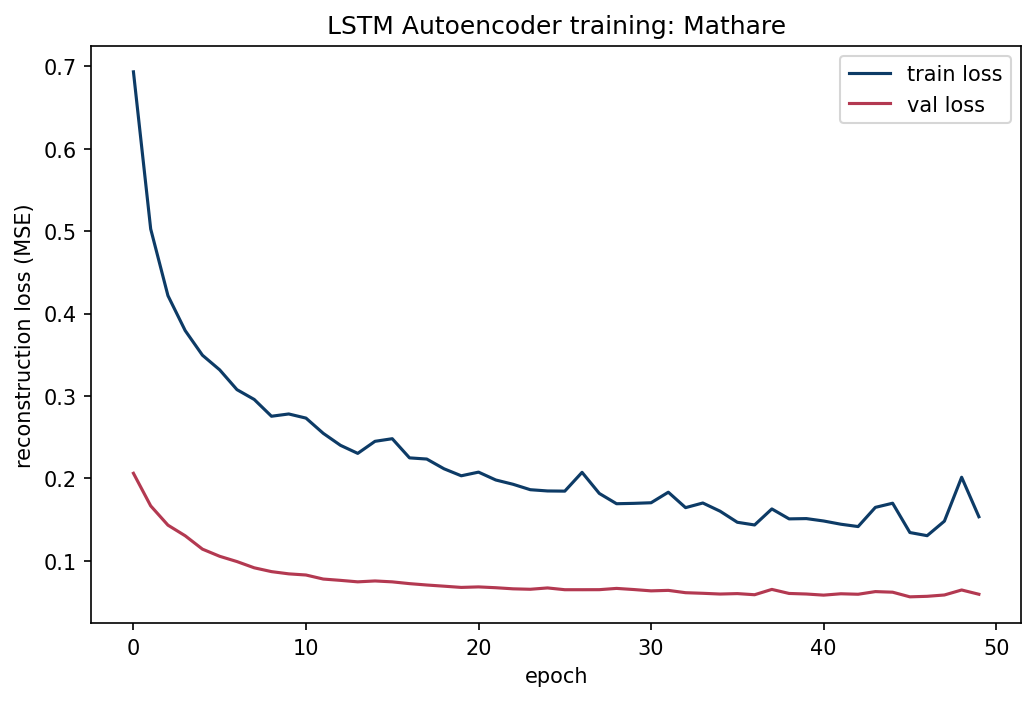 LSTM Autoencoder training: Mathare
train loss
val loss
reconstruction loss (MSE)
0.7
0.6
0.5
0.4
0.3
0.2
0.1
0 10 20 30 40 50
epoch